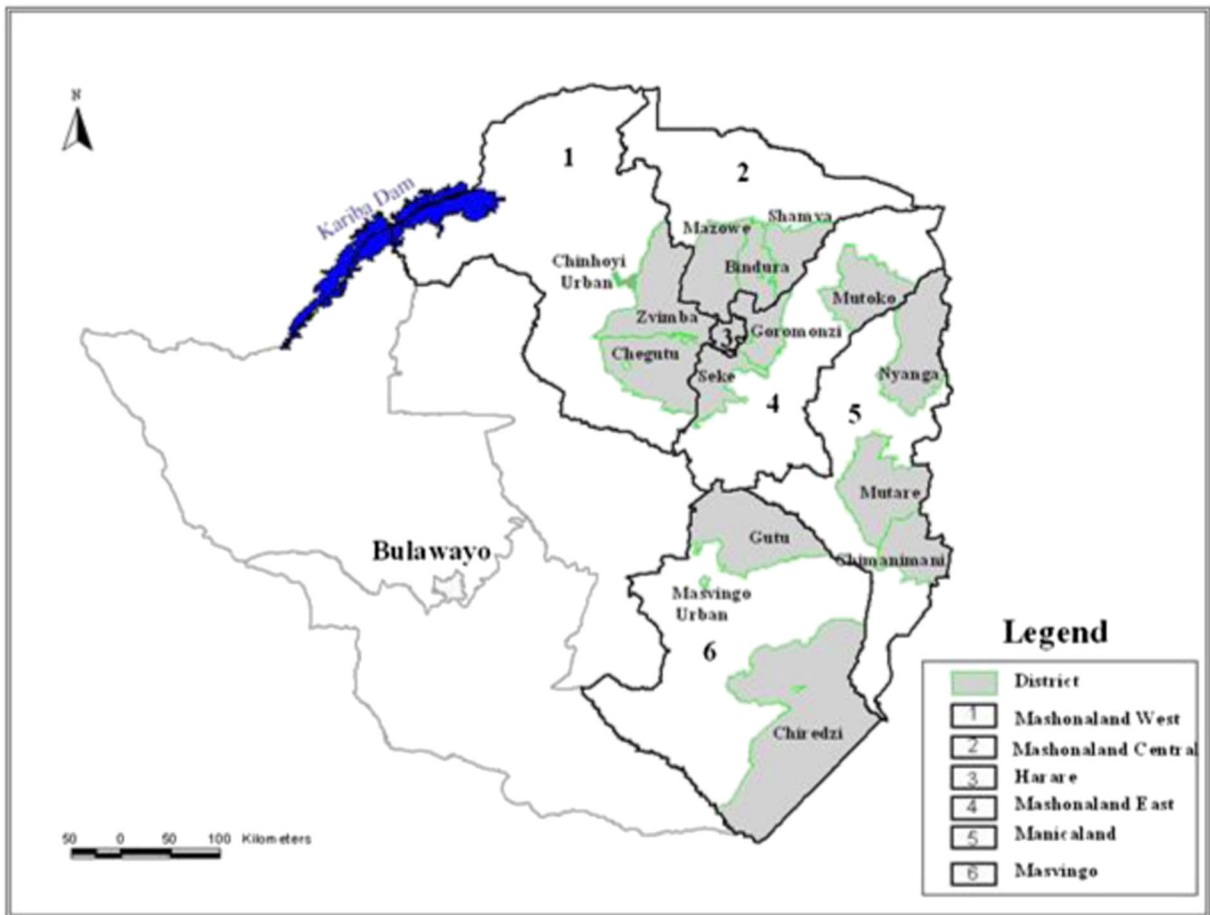 N
1
2
Kariba Dam
Shamva
Mazowe
Chinhoyi
Urban
Bindura
Mutoko
Zvimba
3
Goromonzi
Chegutu
Seke
Nyanga
4
5
Mutare
Gutu
Bulawayo
Chimanimani
Masvingo
Urban
6
Chiredzi
Legend
District
1 Mashonaland West
2 Mashonaland Central
3 Harare
4 Mashonaland East
5 Manicaland
6 Masvingo
50 0 50 100 Kilometers